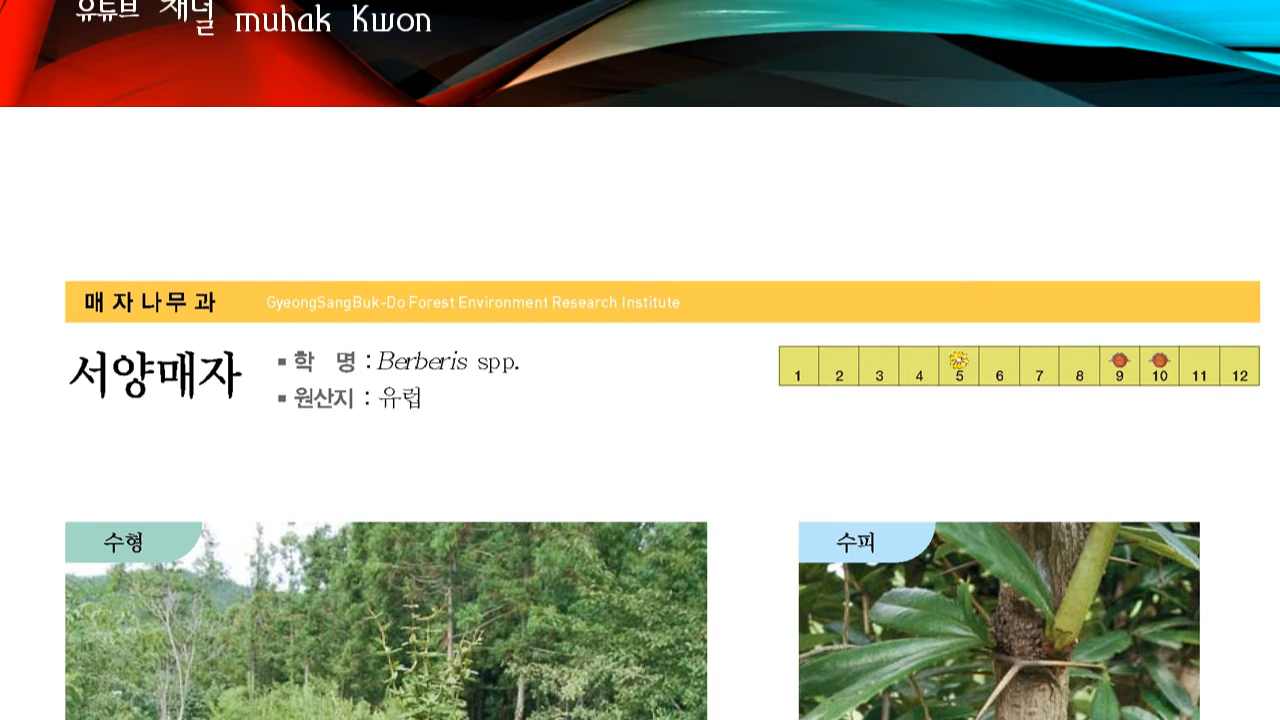 유튜브 채널 muhak Kwon
매자나무과 GyeongSangBuk-Do Forest Environment Research Institute
서양매자
▪ 학 명 : Berberis spp.
▪ 원산지 : 유럽
1 2 3 4 5 6 7 8 9 10 11 12
수형
수피